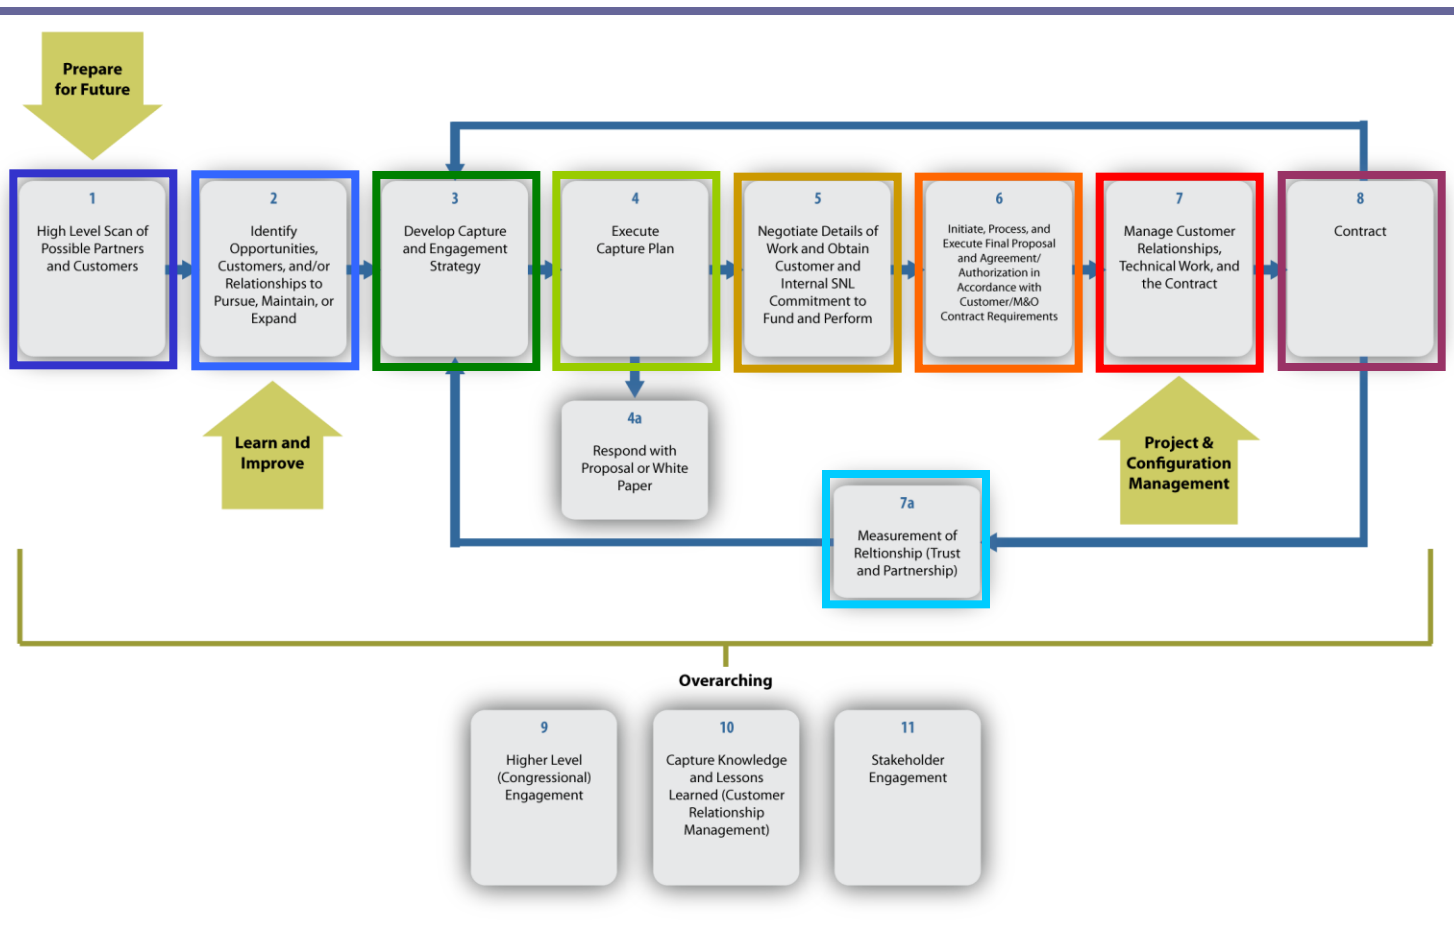 Prepare
for Future
1
High Level Scan of
Possible Partners
and Customers
2
Identify
Opportunities,
Customers, and/or
Relationships to
Pursue, Maintain, or
Expand
3
Develop Capture
and Engagement
Strategy
4
Execute
Capture Plan
5
Negotiate Details of
Work and Obtain
Customer and
Internal SNL
Commitment to
Fund and Perform
6
Initiate, Process, and
Execute Final Proposal
and Agreement/
Authorization in
Accordance with
Customer/M&O
Contract Requirements
7
Manage Customer
Relationships,
Technical Work, and
the Contract
8
Contract
Learn and
Improve
4a
Respond with
Proposal or White
Paper
7a
Measurement of
Reltionship (Trust
and Partnership)
Project &
Configuration
Management
Overarching
9
Higher Level
(Congressional)
Engagement
10
Capture Knowledge
and Lessons
Learned (Customer
Relationship
Management)
11
Stakeholder
Engagement